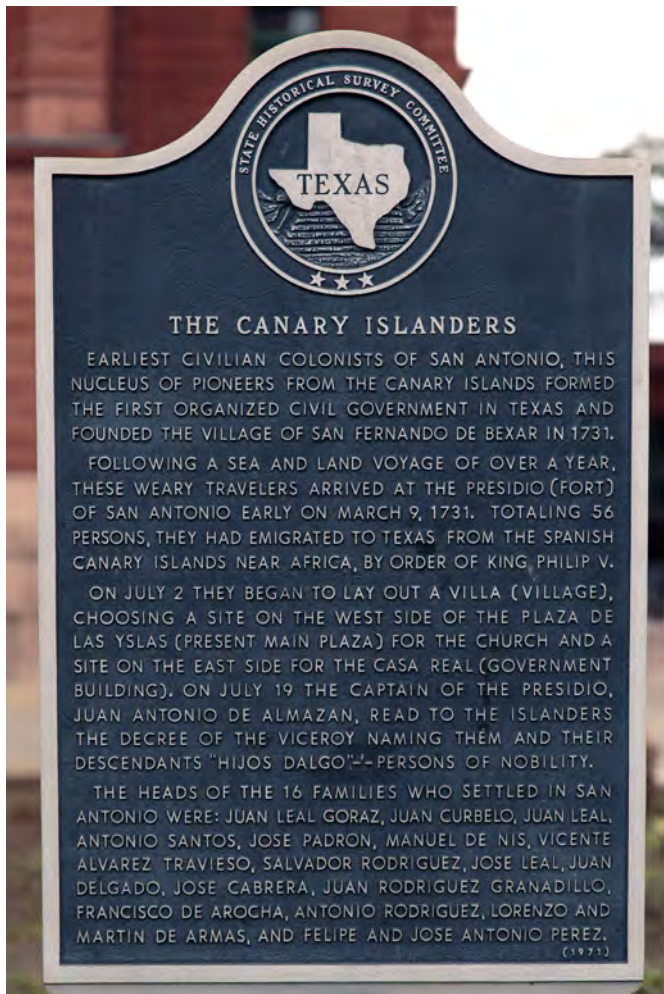 STATE HISTORICAL SURVEY COMMITTEE
TEXAS
THE CANARY ISLANDERS
EARLIEST CIVILIAN COLONISTS OF SAN ANTONIO, THIS
NUCLEUS OF PIONEERS FROM THE CANARY ISLANDS FORMED
THE FIRST ORGANIZED CIVIL GOVERNMENT IN TEXAS AND
FOUNDED THE VILLAGE OF SAN FERNANDO DE BEXAR IN 1731.
FOLLOWING A SEA AND LAND VOYAGE OF OVER A YEAR,
THESE WEARY TRAVELERS ARRIVED AT THE PRESIDIO (FORT)
OF SAN ANTONIO EARLY ON MARCH 9, 1731. TOTALING 56
PERSONS, THEY HAD EMIGRATED TO TEXAS FROM THE SPANISH
CANARY ISLANDS NEAR AFRICA, BY ORDER OF KING PHILIP V.
ON JULY 2 THEY BEGAN TO LAY OUT A VILLA (VILLAGE),
CHOOSING A SITE ON THE WEST SIDE OF THE PLAZA DE
LAS YSLAS (PRESENT MAIN PLAZA) FOR THE CHURCH AND A
SITE ON THE EAST SIDE FOR THE CASA REAL (GOVERNMENT
BUILDING). ON JULY 19 THE CAPTAIN OF THE PRESIDIO,
JUAN ANTONIO DE ALMAZAN, READ TO THE ISLANDERS
THE DECREE OF THE VICEROY NAMING THEM AND THEIR
DESCENDANTS "HIJOS DALGO"-'-PERSONS OF NOBILITY.
THE HEADS OF THE 16 FAMILIES WHO SETTLED IN SAN
ANTONIO WERE: JUAN LEAL GORAZ, JUAN CURBELO, JUAN LEAL,
ANTONIO SANTOS, JOSE PADRON, MANUEL DE NIS, VICENTE
ALVAREZ TRAVIESO, SALVADOR RODRIGUEZ, JOSE LEAL, JUAN
DELGADO, JOSE CABRERA, JUAN RODRIGUEZ GRANADILLO,
FRANCISCO DE AROCHA, ANTONIO RODRIGUEZ, LORENZO AND
MARTIN DE ARMAS, AND FELIPE AND JOSE ANTONIO PEREZ.
(1971)